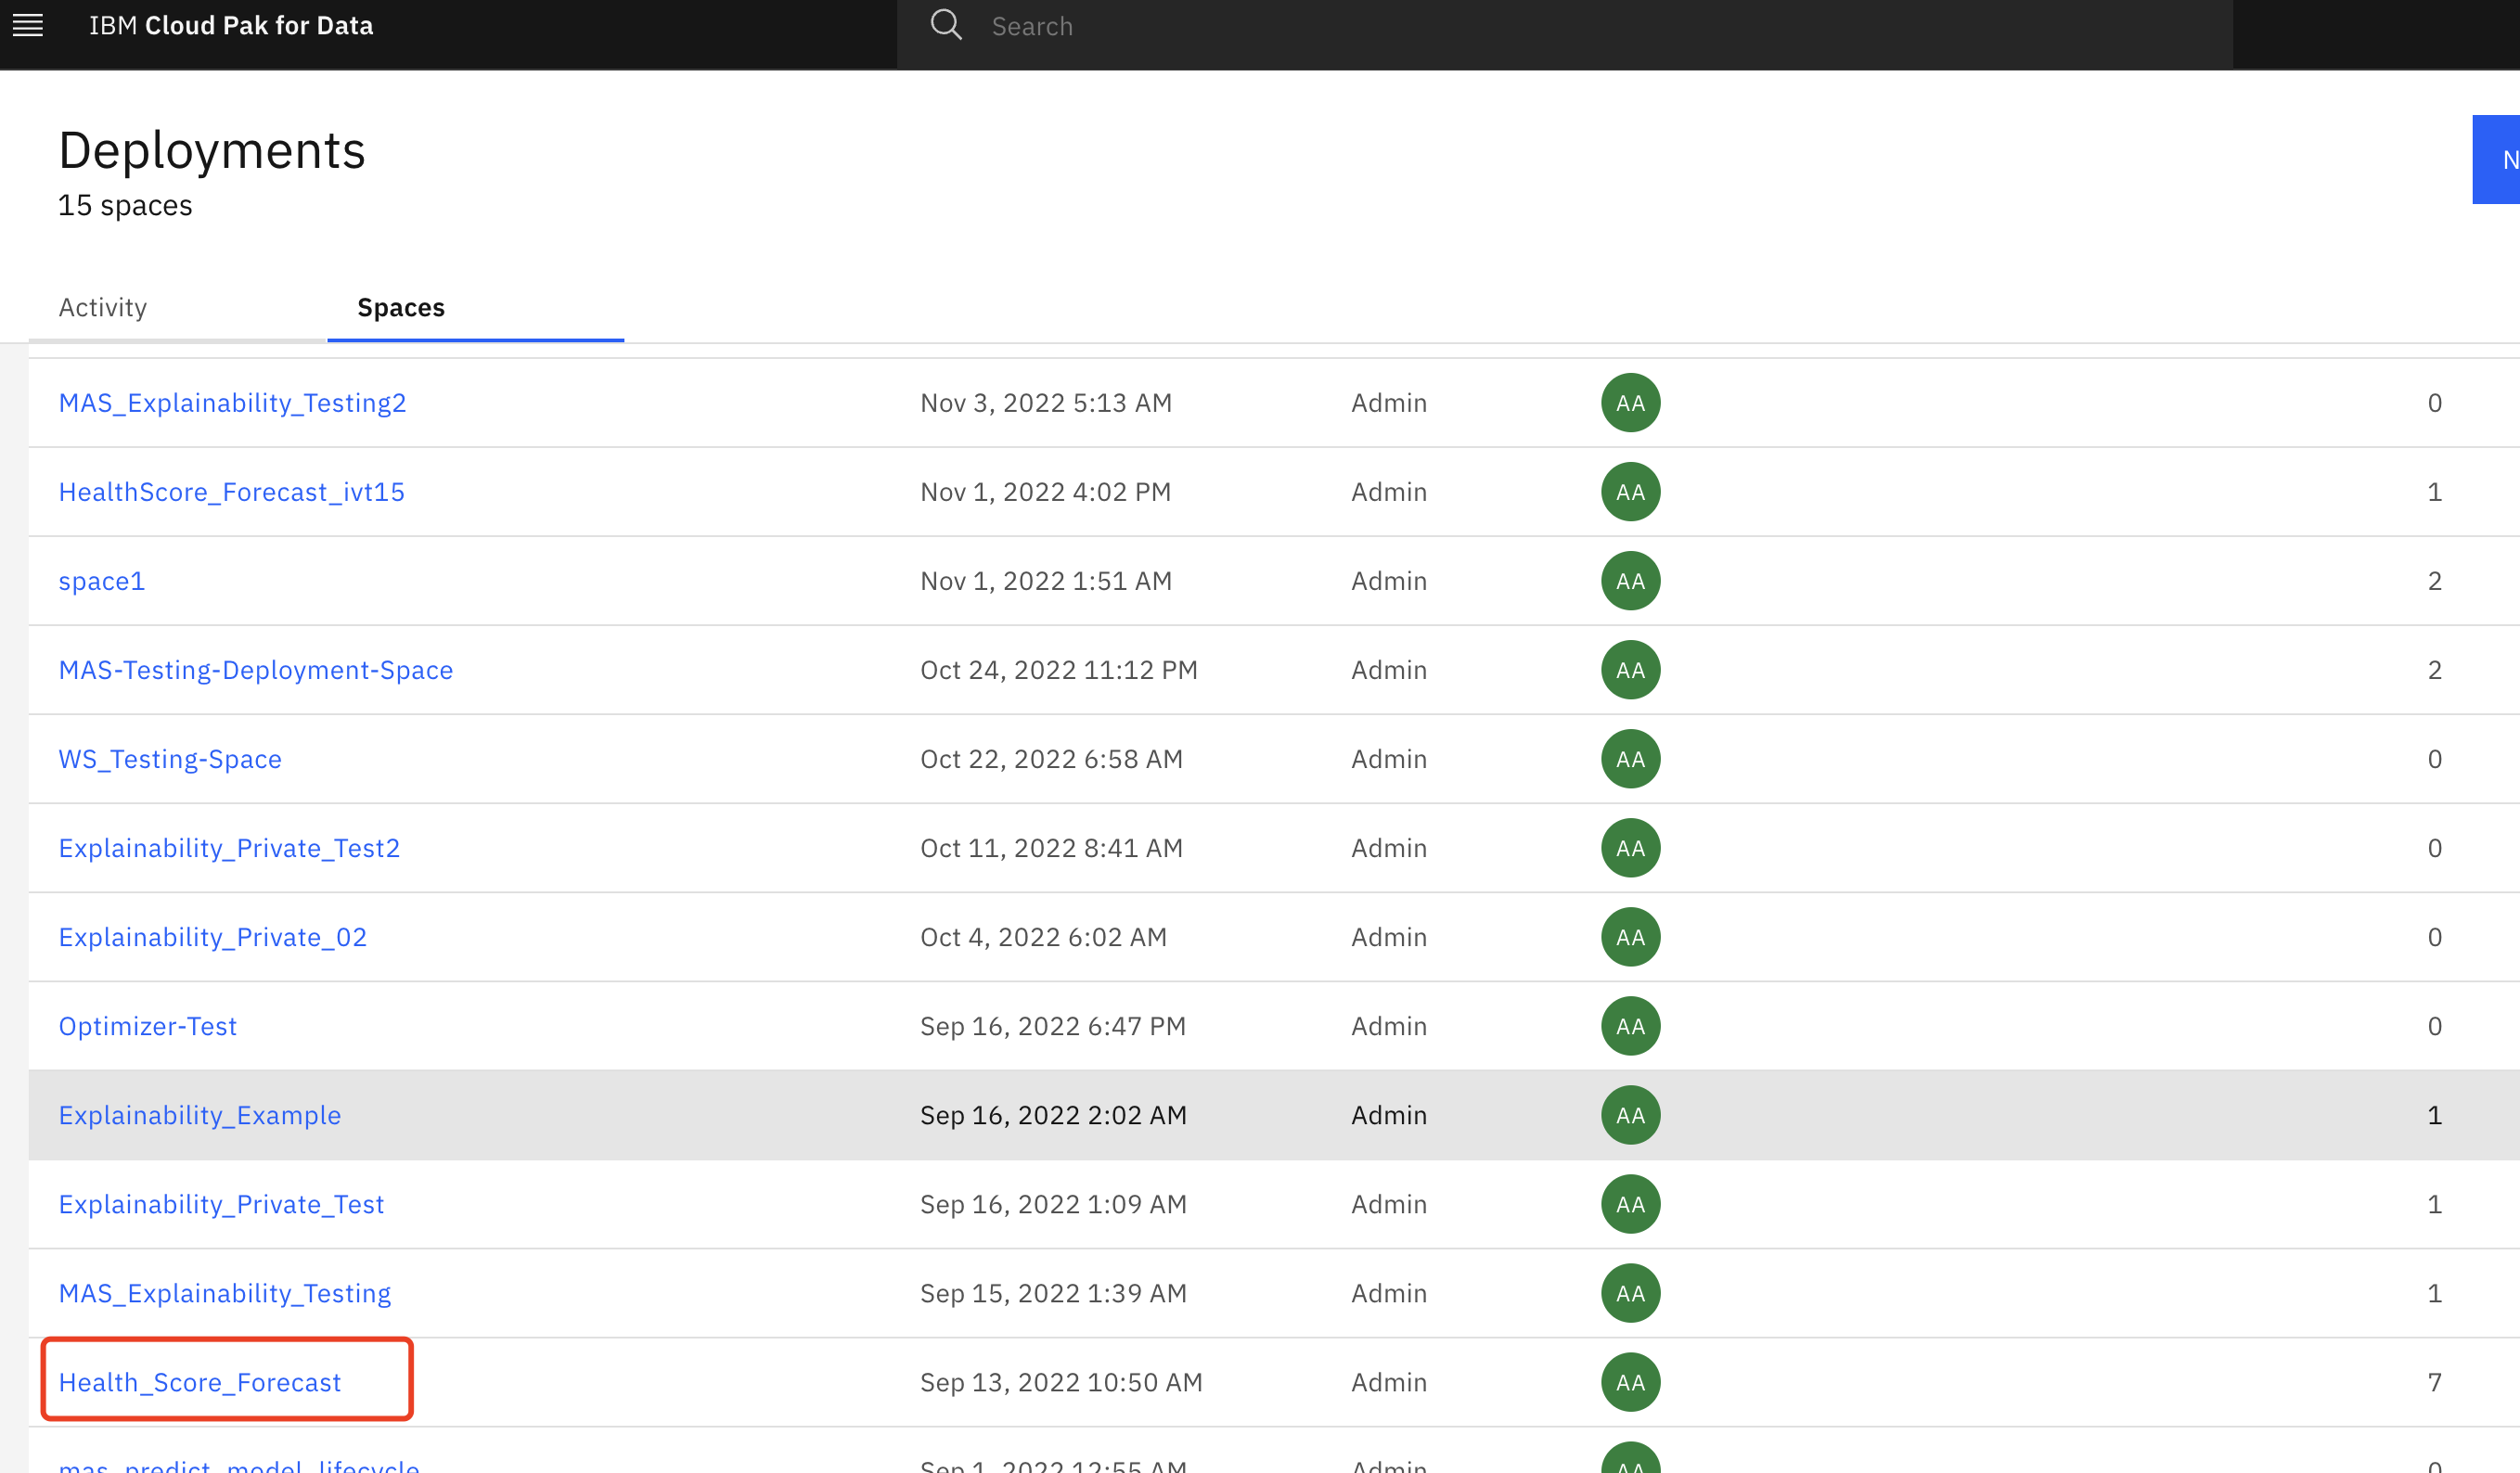 IBM Cloud Pak for Data Search
Deployments
N
15 spaces
Activity Spaces
MAS_Explainability_Testing2 Nov 3, 2022 5:13 AM Admin AA 0
HealthScore_Forecast_ivt15 Nov 1, 2022 4:02 PM Admin AA 1
space1 Nov 1, 2022 1:51 AM Admin AA 2
MAS-Testing-Deployment-Space Oct 24, 2022 11:12 PM Admin AA 2
WS_Testing-Space Oct 22, 2022 6:58 AM Admin AA 0
Explainability_Private_Test2 Oct 11, 2022 8:41 AM Admin AA 0
Explainability_Private_02 Oct 4, 2022 6:02 AM Admin AA 0
Optimizer-Test Sep 16, 2022 6:47 PM Admin AA 0
Explainability_Example Sep 16, 2022 2:02 AM Admin AA 1
Explainability_Private_Test Sep 16, 2022 1:09 AM Admin AA 1
MAS_Explainability_Testing Sep 15, 2022 1:39 AM Admin AA 1
Health_Score_Forecast Sep 13, 2022 10:50 AM Admin AA 7
mas_predict_model_lifecycle Sep 1, 2022 12:55 AM Admin AA 0